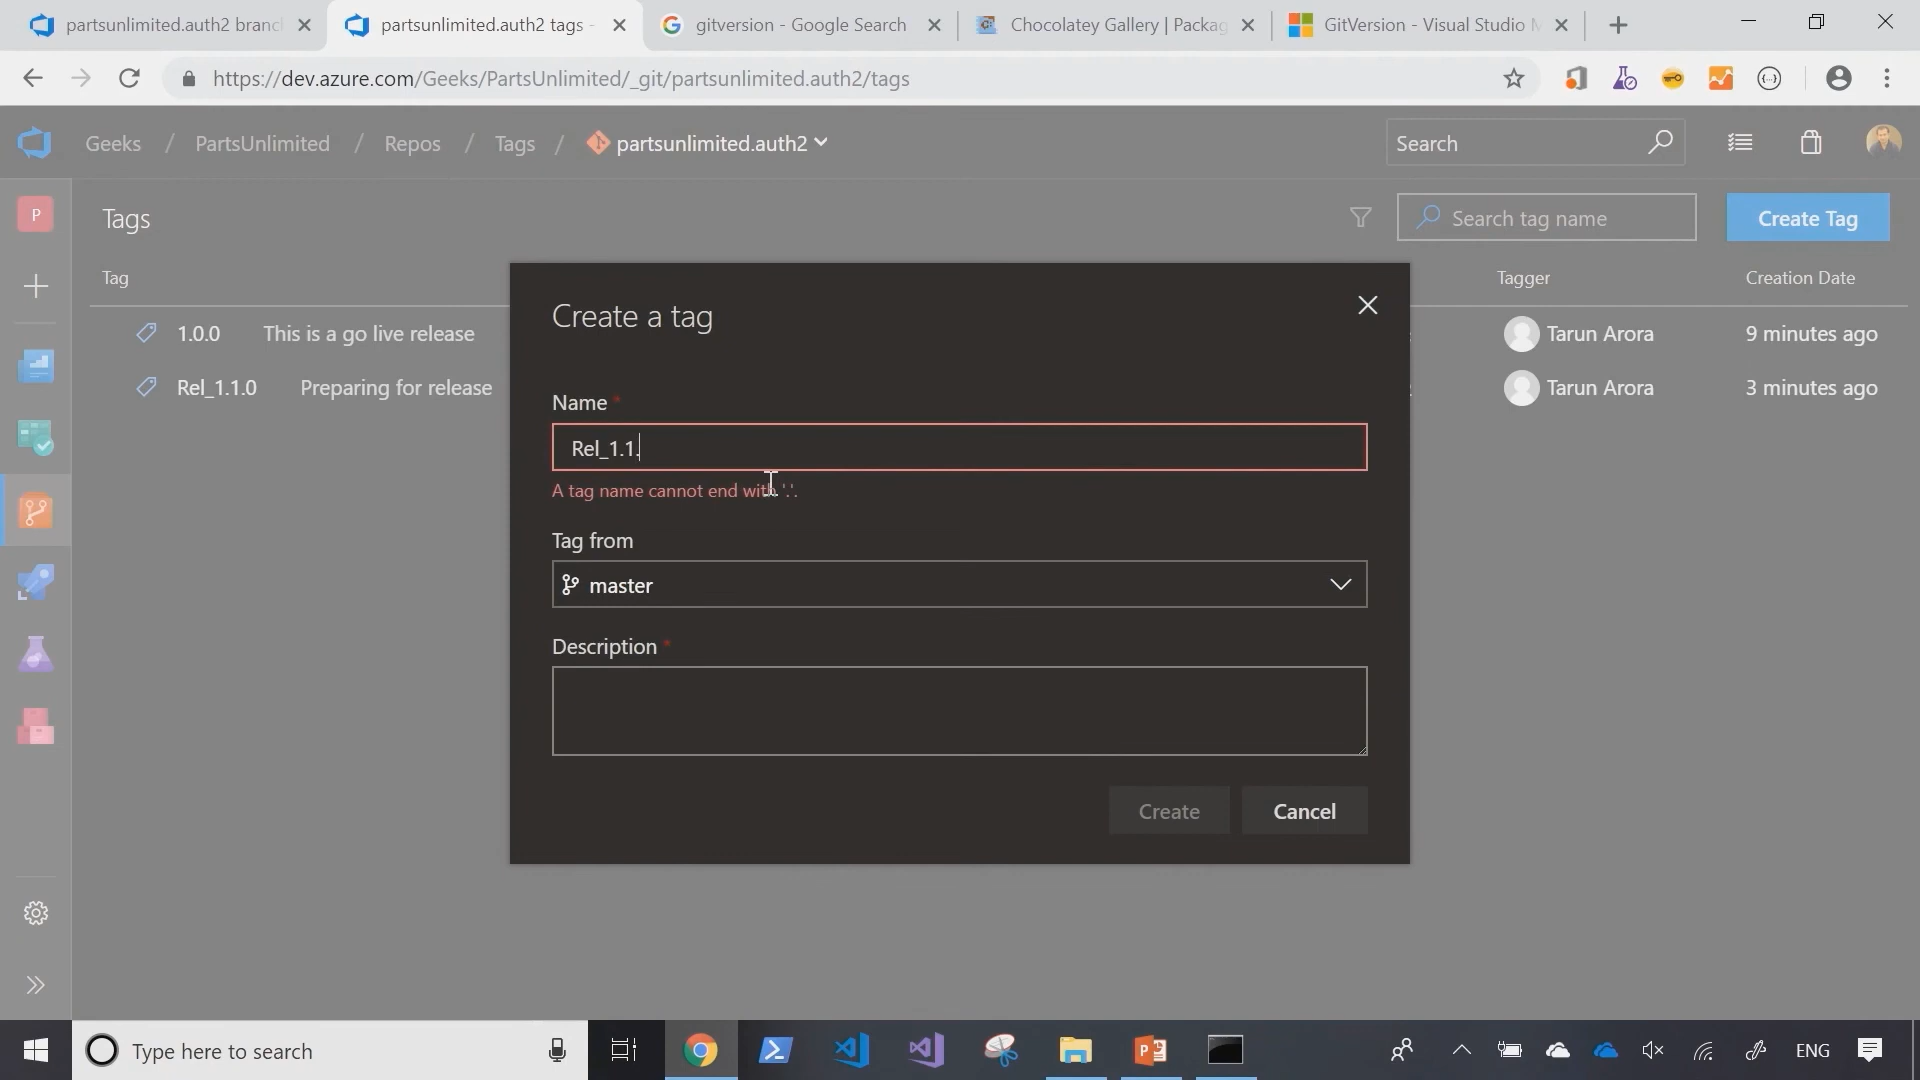 partsunlimited.auth2 branc
partsunlimited.auth2 tags -
gitversion - Google Search
Chocolatey Gallery | Packag
GitVersion - Visual Studio M
https://dev.azure.com/Geeks/PartsUnlimited/_git/partsunlimited.auth2/tags
Geeks / PartsUnlimited / Repos / Tags / partsunlimited.auth2
Search
P
Tags
Search tag name
Create Tag
Tag
Tagger
Creation Date
1.0.0 This is a go live release
Tarun Arora
9 minutes ago
Rel_1.1.0 Preparing for release
Tarun Arora
3 minutes ago
Create a tag
Name *
Rel_1.1.
A tag name cannot end with '.'.
Tag from
master
Description *
Create
Cancel
Type here to search
ENG